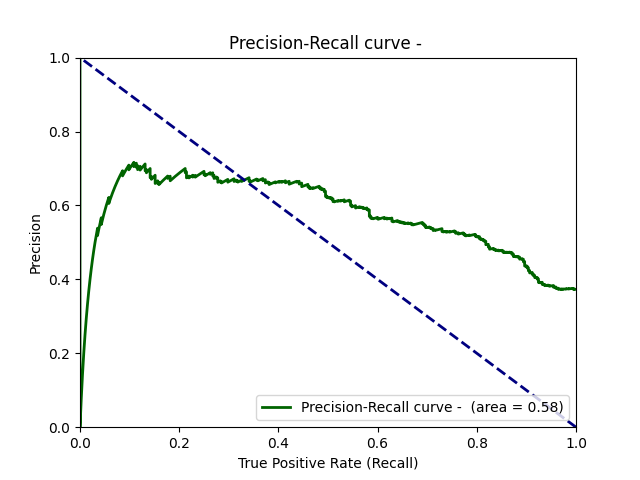 Precision-Recall curve -
1.0
0.8
0.6
0.4
0.2
0.0
Precision
Precision-Recall curve -  (area = 0.58)
0.0 0.2 0.4 0.6 0.8 1.0
True Positive Rate (Recall)